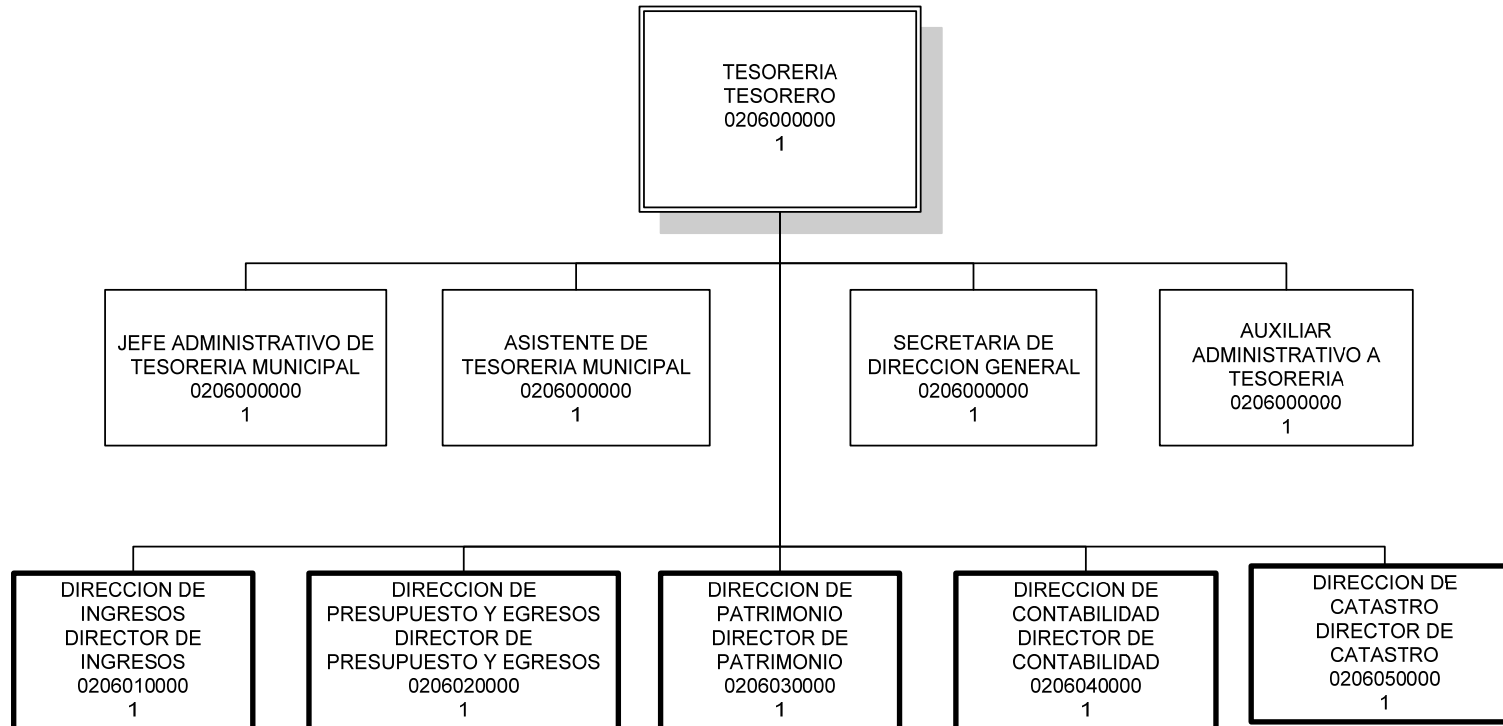 TESORERIA
TESORERO
0206000000
1
JEFE ADMINISTRATIVO DE
TESORERIA MUNICIPAL
0206000000
1
ASISTENTE DE
TESORERIA MUNICIPAL
0206000000
1
SECRETARIA DE
DIRECCION GENERAL
0206000000
1
AUXILIAR
ADMINISTRATIVO A
TESORERIA
0206000000
1
DIRECCION DE
INGRESOS
DIRECTOR DE
INGRESOS
0206010000
1
DIRECCION DE
PRESUPUESTO Y EGRESOS
DIRECTOR DE
PRESUPUESTO Y EGRESOS
0206020000
1
DIRECCION DE
PATRIMONIO
DIRECTOR DE
PATRIMONIO
0206030000
1
DIRECCION DE
CONTABILIDAD
DIRECTOR DE
CONTABILIDAD
0206040000
1
DIRECCION DE
CATASTRO
DIRECTOR DE
CATASTRO
0206050000
1